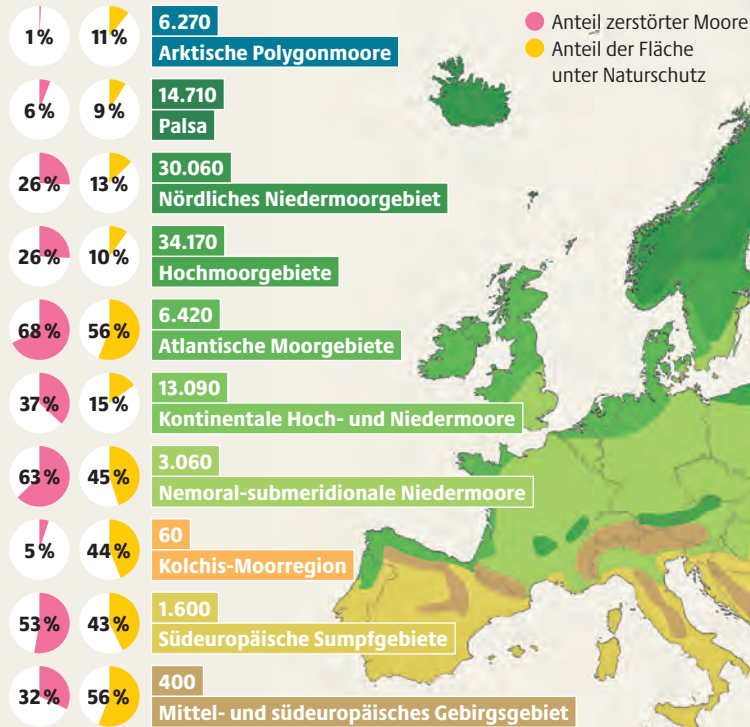 Anteil zerstörter Moore
Anteil der Fläche
unter Naturschutz
1 %
11 %
6.270
Arktische Polygonmoore
6 %
9 %
14.710
Palsa
26 %
13 %
30.060
Nördliches Niedermoorgebiet
26 %
10 %
34.170
Hochmoorgebiete
68 %
56 %
6.420
Atlantische Moorgebiete
37 %
15 %
13.090
Kontinentale Hoch- und Niedermoore
63 %
45 %
3.060
Nemoral-submeridionale Niedermoore
5 %
44 %
60
Kolchis-Moorregion
53 %
43 %
1.600
Südeuropäische Sumpfgebiete
32 %
56 %
400
Mittel- und südeuropäisches Gebirgsgebiet